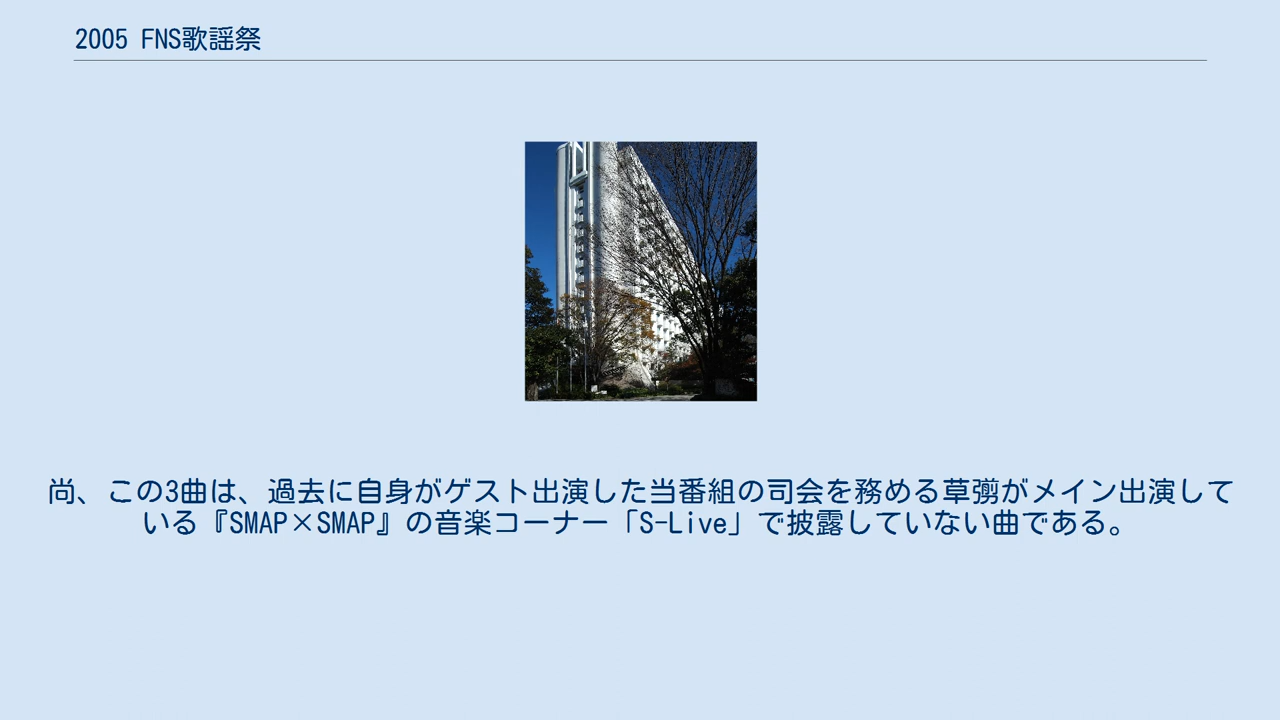 2005 FNS歌謡祭
尚、この3曲は、過去に自身がゲスト出演した当番組の司会を務める草彅がメイン出演して
いる『SMAP×SMAP』の音楽コーナー「S-Live」で披露していない曲である。